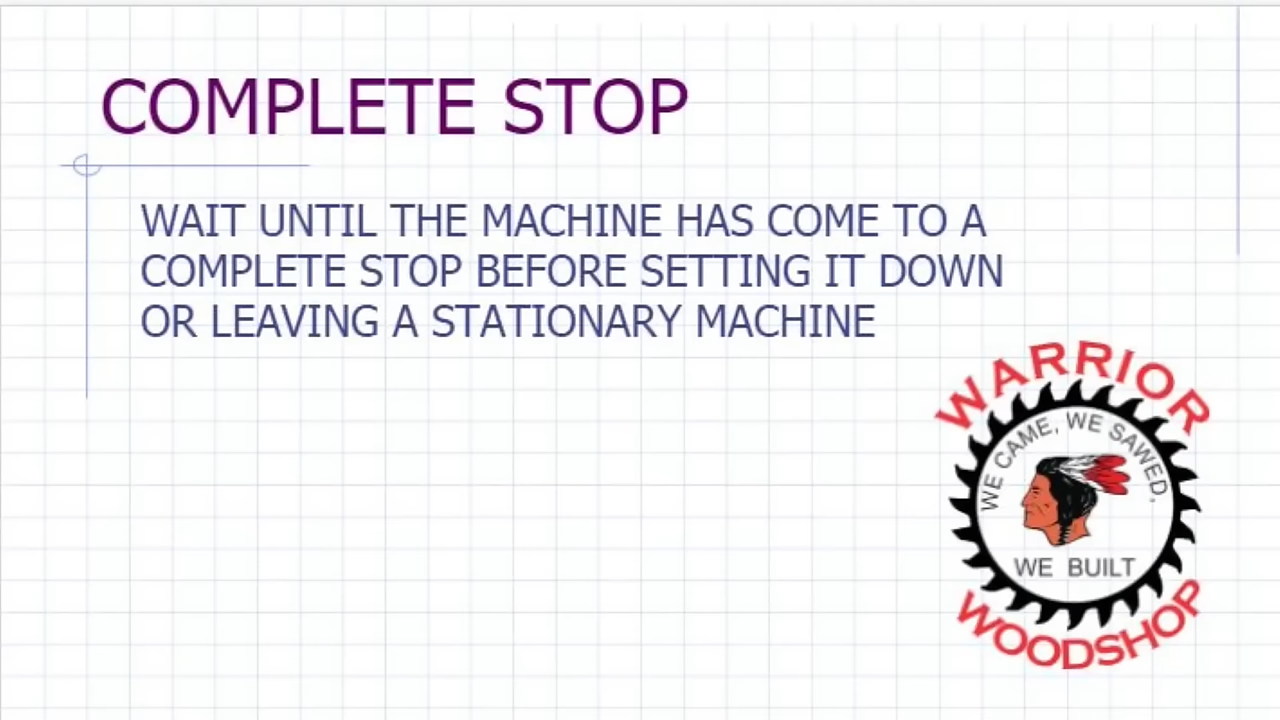 COMPLETE STOP
WAIT UNTIL THE MACHINE HAS COME TO A
COMPLETE STOP BEFORE SETTING IT DOWN
OR LEAVING A STATIONARY MACHINE
WARRIOR
WE CAME, WE SAWED,
WE BUILT
WOODSHOP